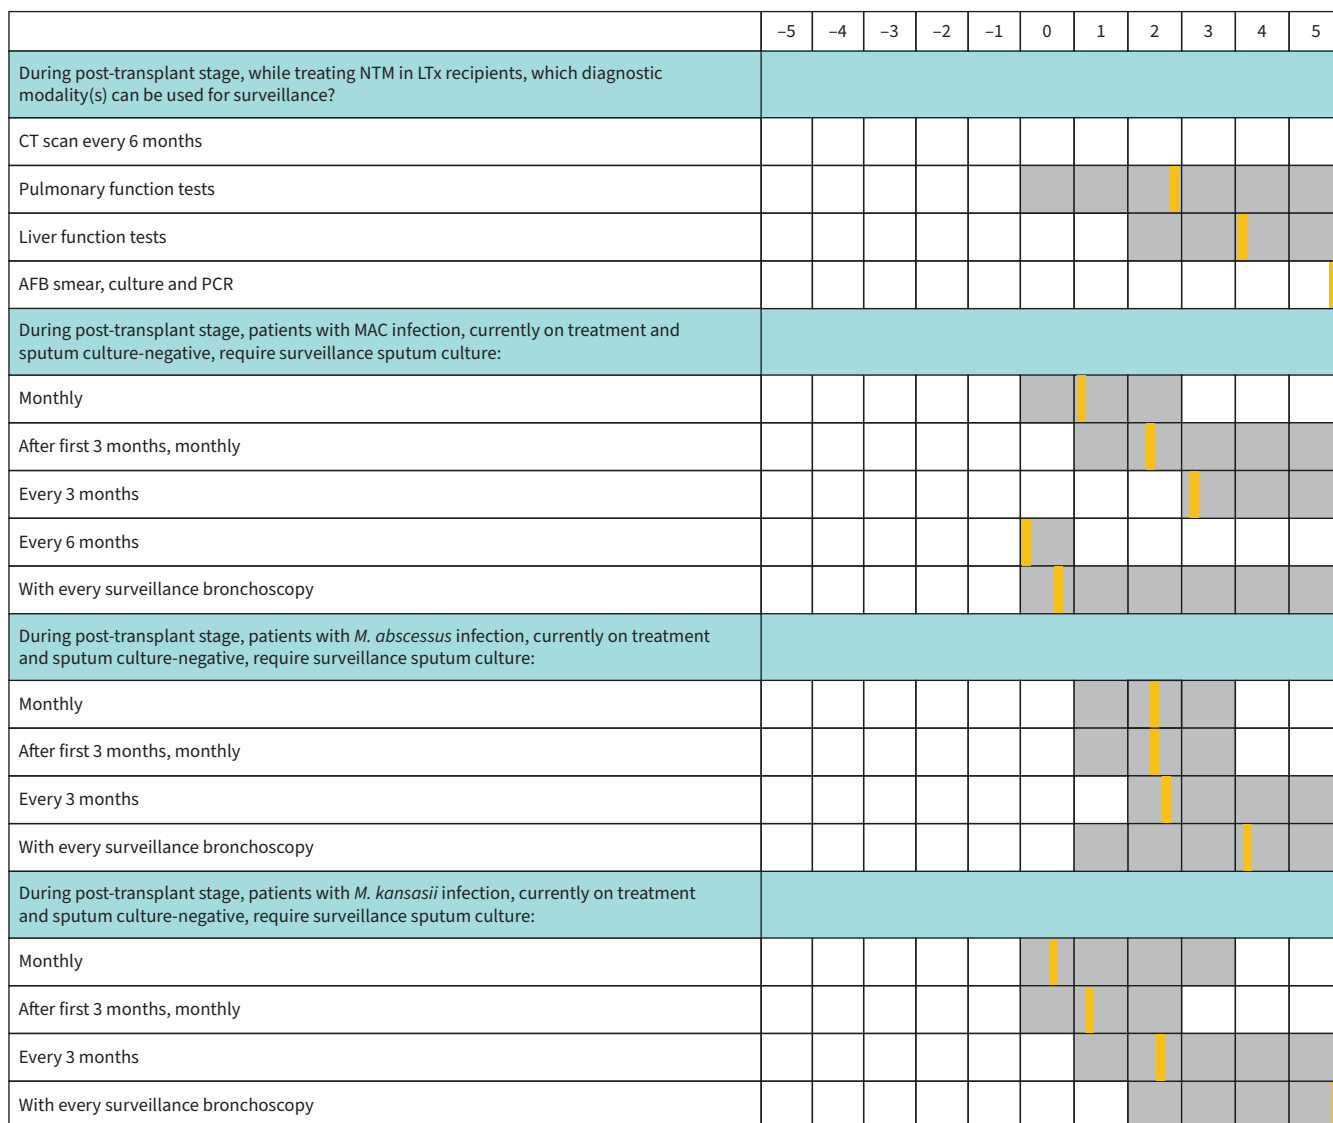 –5 –4 –3 –2 –1 0 1 2 3 4 5
During post-transplant stage, while treating NTM in LTx recipients, which diagnostic
modality(s) can be used for surveillance?
CT scan every 6 months
Pulmonary function tests
Liver function tests
AFB smear, culture and PCR
During post-transplant stage, patients with MAC infection, currently on treatment and
sputum culture-negative, require surveillance sputum culture:
Monthly
After first 3 months, monthly
Every 3 months
Every 6 months
With every surveillance bronchoscopy
During post-transplant stage, patients with M. abscessus infection, currently on treatment
and sputum culture-negative, require surveillance sputum culture:
Monthly
After first 3 months, monthly
Every 3 months
With every surveillance bronchoscopy
During post-transplant stage, patients with M. kansasii infection, currently on treatment
and sputum culture-negative, require surveillance sputum culture:
Monthly
After first 3 months, monthly
Every 3 months
With every surveillance bronchoscopy